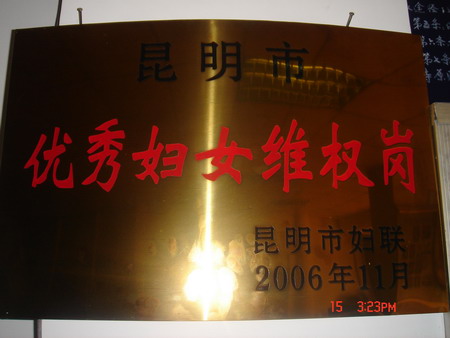 昆明市
优秀妇女维权岗
昆明市妇联
2006年11月
15 3:23PM